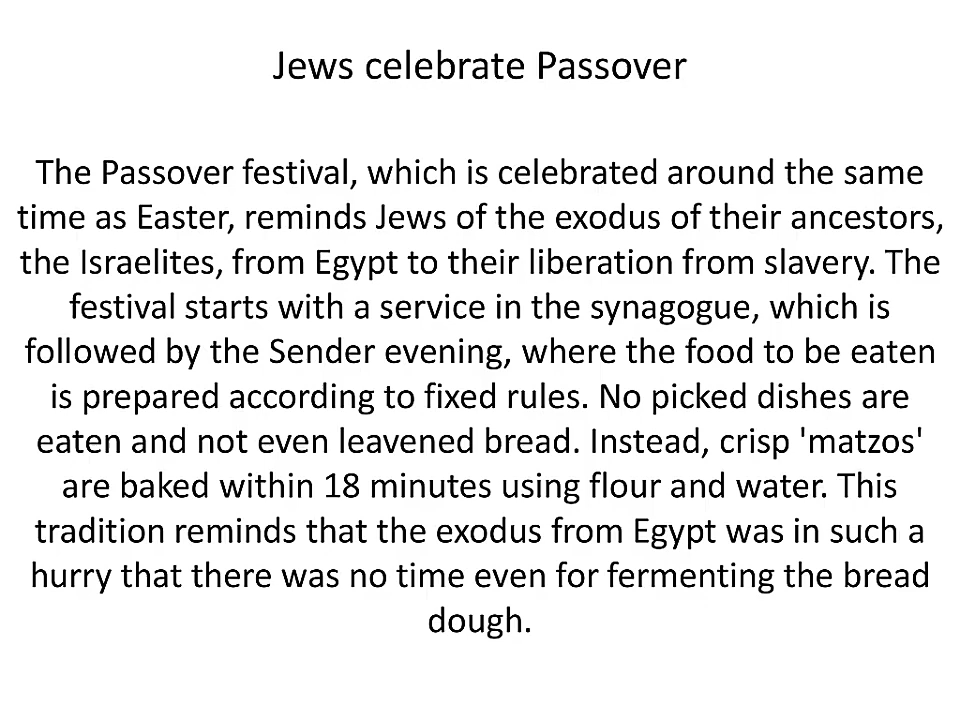 Jews celebrate Passover
The Passover festival, which is celebrated around the same
time as Easter, reminds Jews of the exodus of their ancestors,
the Israelites, from Egypt to their liberation from slavery. The
festival starts with a service in the synagogue, which is
followed by the Sender evening, where the food to be eaten
is prepared according to fixed rules. No picked dishes are
eaten and not even leavened bread. Instead, crisp 'matzos'
are baked within 18 minutes using flour and water. This
tradition reminds that the exodus from Egypt was in such a
hurry that there was no time even for fermenting the bread
dough.